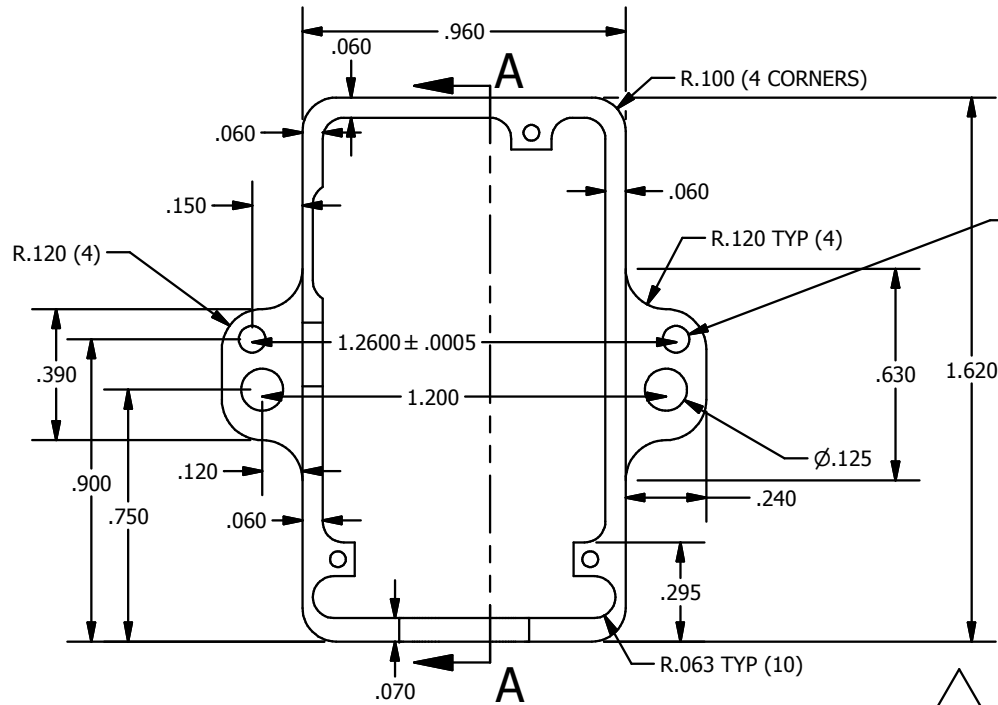 .960
.060
A
R.100 (4 CORNERS)
.060
.060
.150
R.120 TYP (4)
R.120 (4)
1.2600 ± .0005
.390
.630
1.620
1.200
Ø.125
.120
.900
.240
.750
.060
.295
R.063 TYP (10)
.070
A